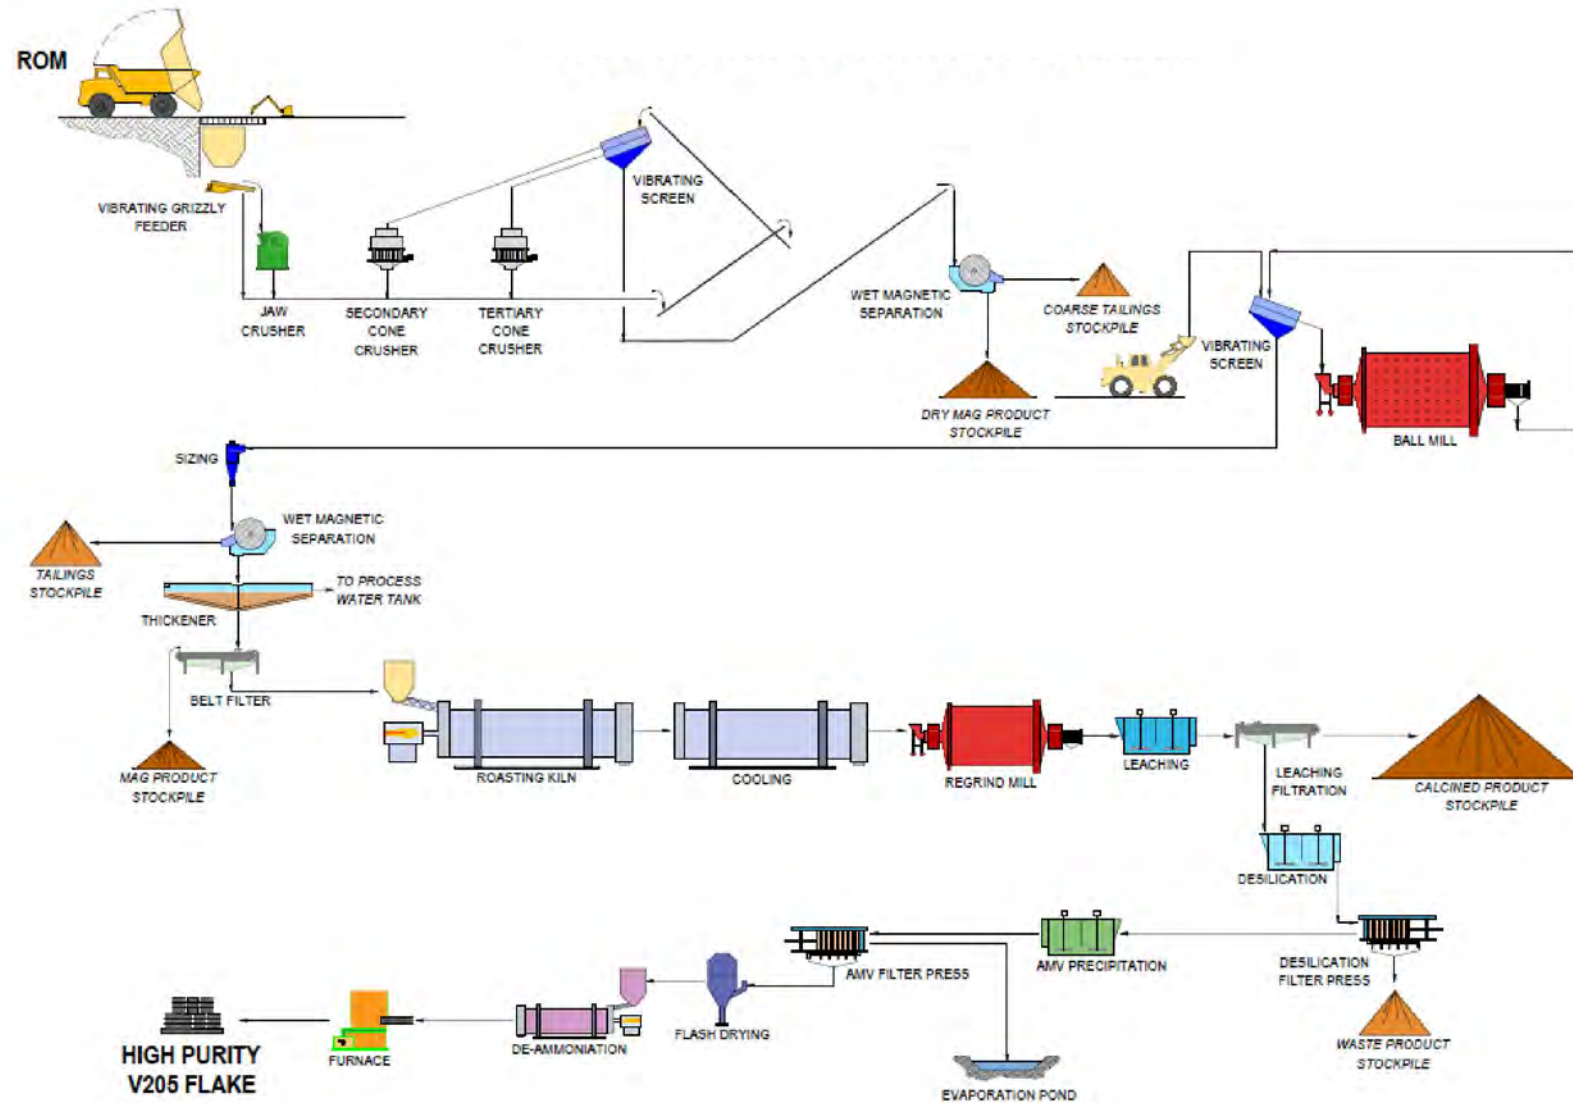 ROM
VIBRATING GRIZZLY
FEEDER
JAW
CRUSHER
SECONDARY
CONE
CRUSHER
TERTIARY
CONE
CRUSHER
VIBRATING
SCREEN
WET MAGNETIC
SEPARATION
COARSE TAILINGS
STOCKPILE
DRY MAG PRODUCT
STOCKPILE
VIBRATING
SCREEN
BALL MILL
SIZING
WET MAGNETIC
SEPARATION
TAILINGS
STOCKPILE
TO PROCESS
WATER TANK
THICKENER
BELT FILTER
MAG PRODUCT
STOCKPILE
ROASTING KILN
COOLING
REGRIND MILL
LEACHING
LEACHING
FILTRATION
CALCINED PRODUCT
STOCKPILE
DESILICATION
DESILICATION
FILTER PRESS
WASTE PRODUCT
STOCKPILE
AMV PRECIPITATION
AMV FILTER PRESS
EVAPORATION POND
FLASH DRYING
DE-AMMONIATION
FURNACE
HIGH PURITY
V205 FLAKE